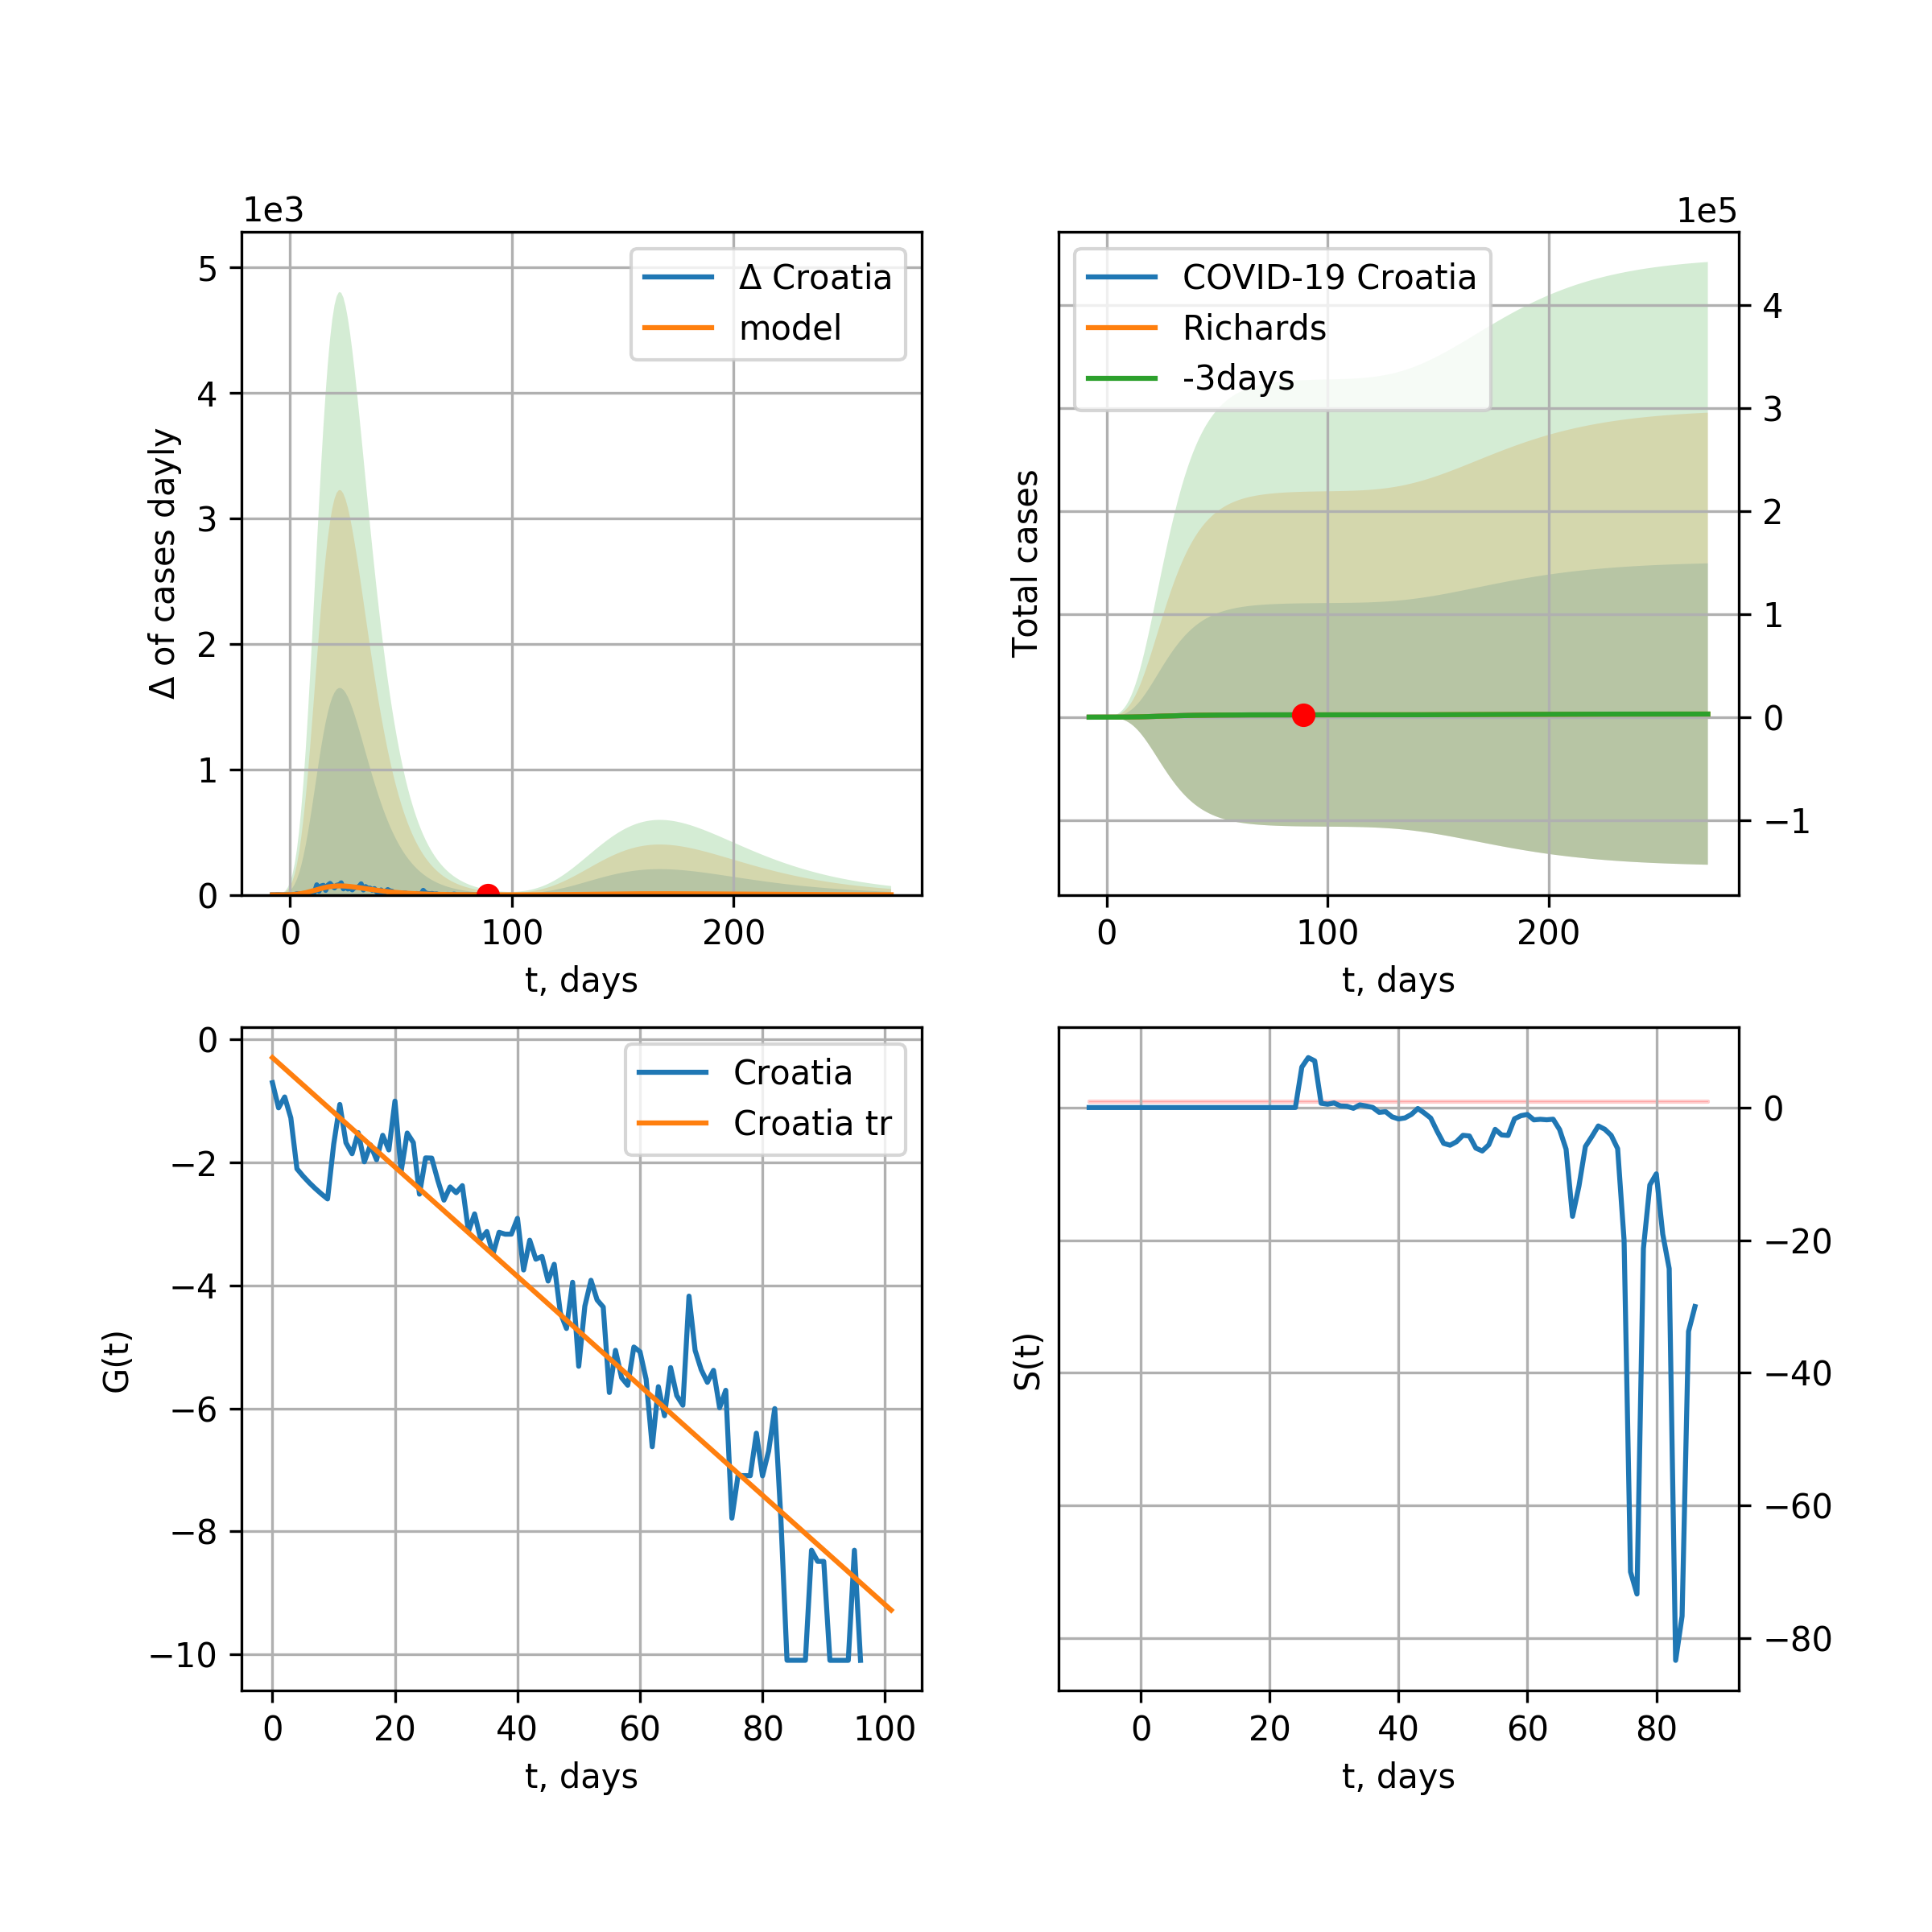 1e3
Δ of cases dayly
5
4
3
2
1
0
0
100
200
t, days
Δ Croatia
model
1e5
Total cases
4
3
2
1
0
−1
0
100
200
t, days
COVID-19 Croatia
Richards
-3days
G(t)
0
−2
−4
−6
−8
−10
0
20
40
60
80
100
t, days
Croatia
Croatia tr
S(t)
0
−20
−40
−60
−80
0
20
40
60
80
t, days